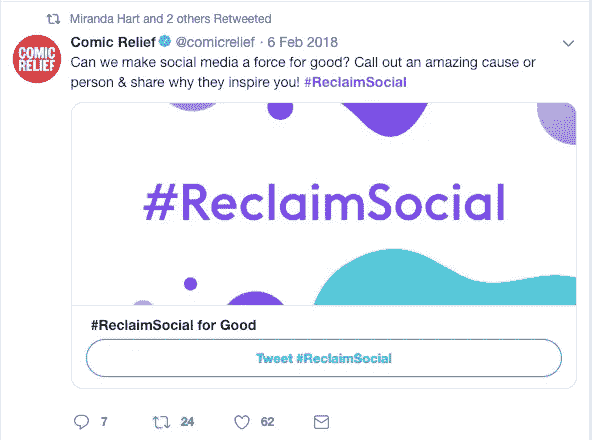 Miranda Hart and 2 others Retweeted
Comic Relief @comicrelief · 6 Feb 2018
COMIC
RELIEF
Can we make social media a force for good? Call out an amazing cause or
person & share why they inspire you! #ReclaimSocial
#ReclaimSocial
#ReclaimSocial for Good
Tweet #ReclaimSocial
7 24 62